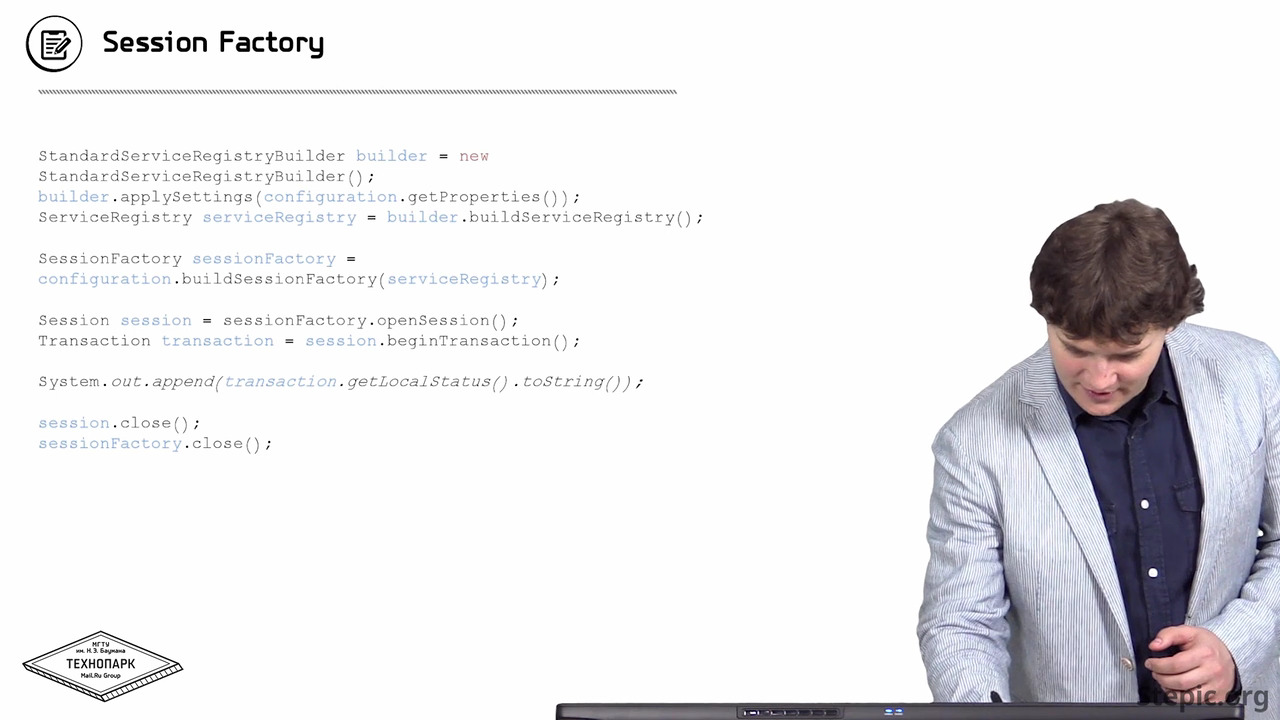 Session Factory
StandardServiceRegistryBuilder builder = new
StandardServiceRegistryBuilder();
builder.applySettings(configuration.getProperties());
ServiceRegistry serviceRegistry = builder.buildServiceRegistry();
SessionFactory sessionFactory =
configuration.buildSessionFactory(serviceRegistry);
Session session = sessionFactory.openSession();
Transaction transaction = session.beginTransaction();
System.out.append(transaction.getLocalStatus().toString());
session.close();
sessionFactory.close();
МГТУ
им. Н.Э. Баумана
ТЕХНОПАРК
Mail.Ru Group
stepic.org